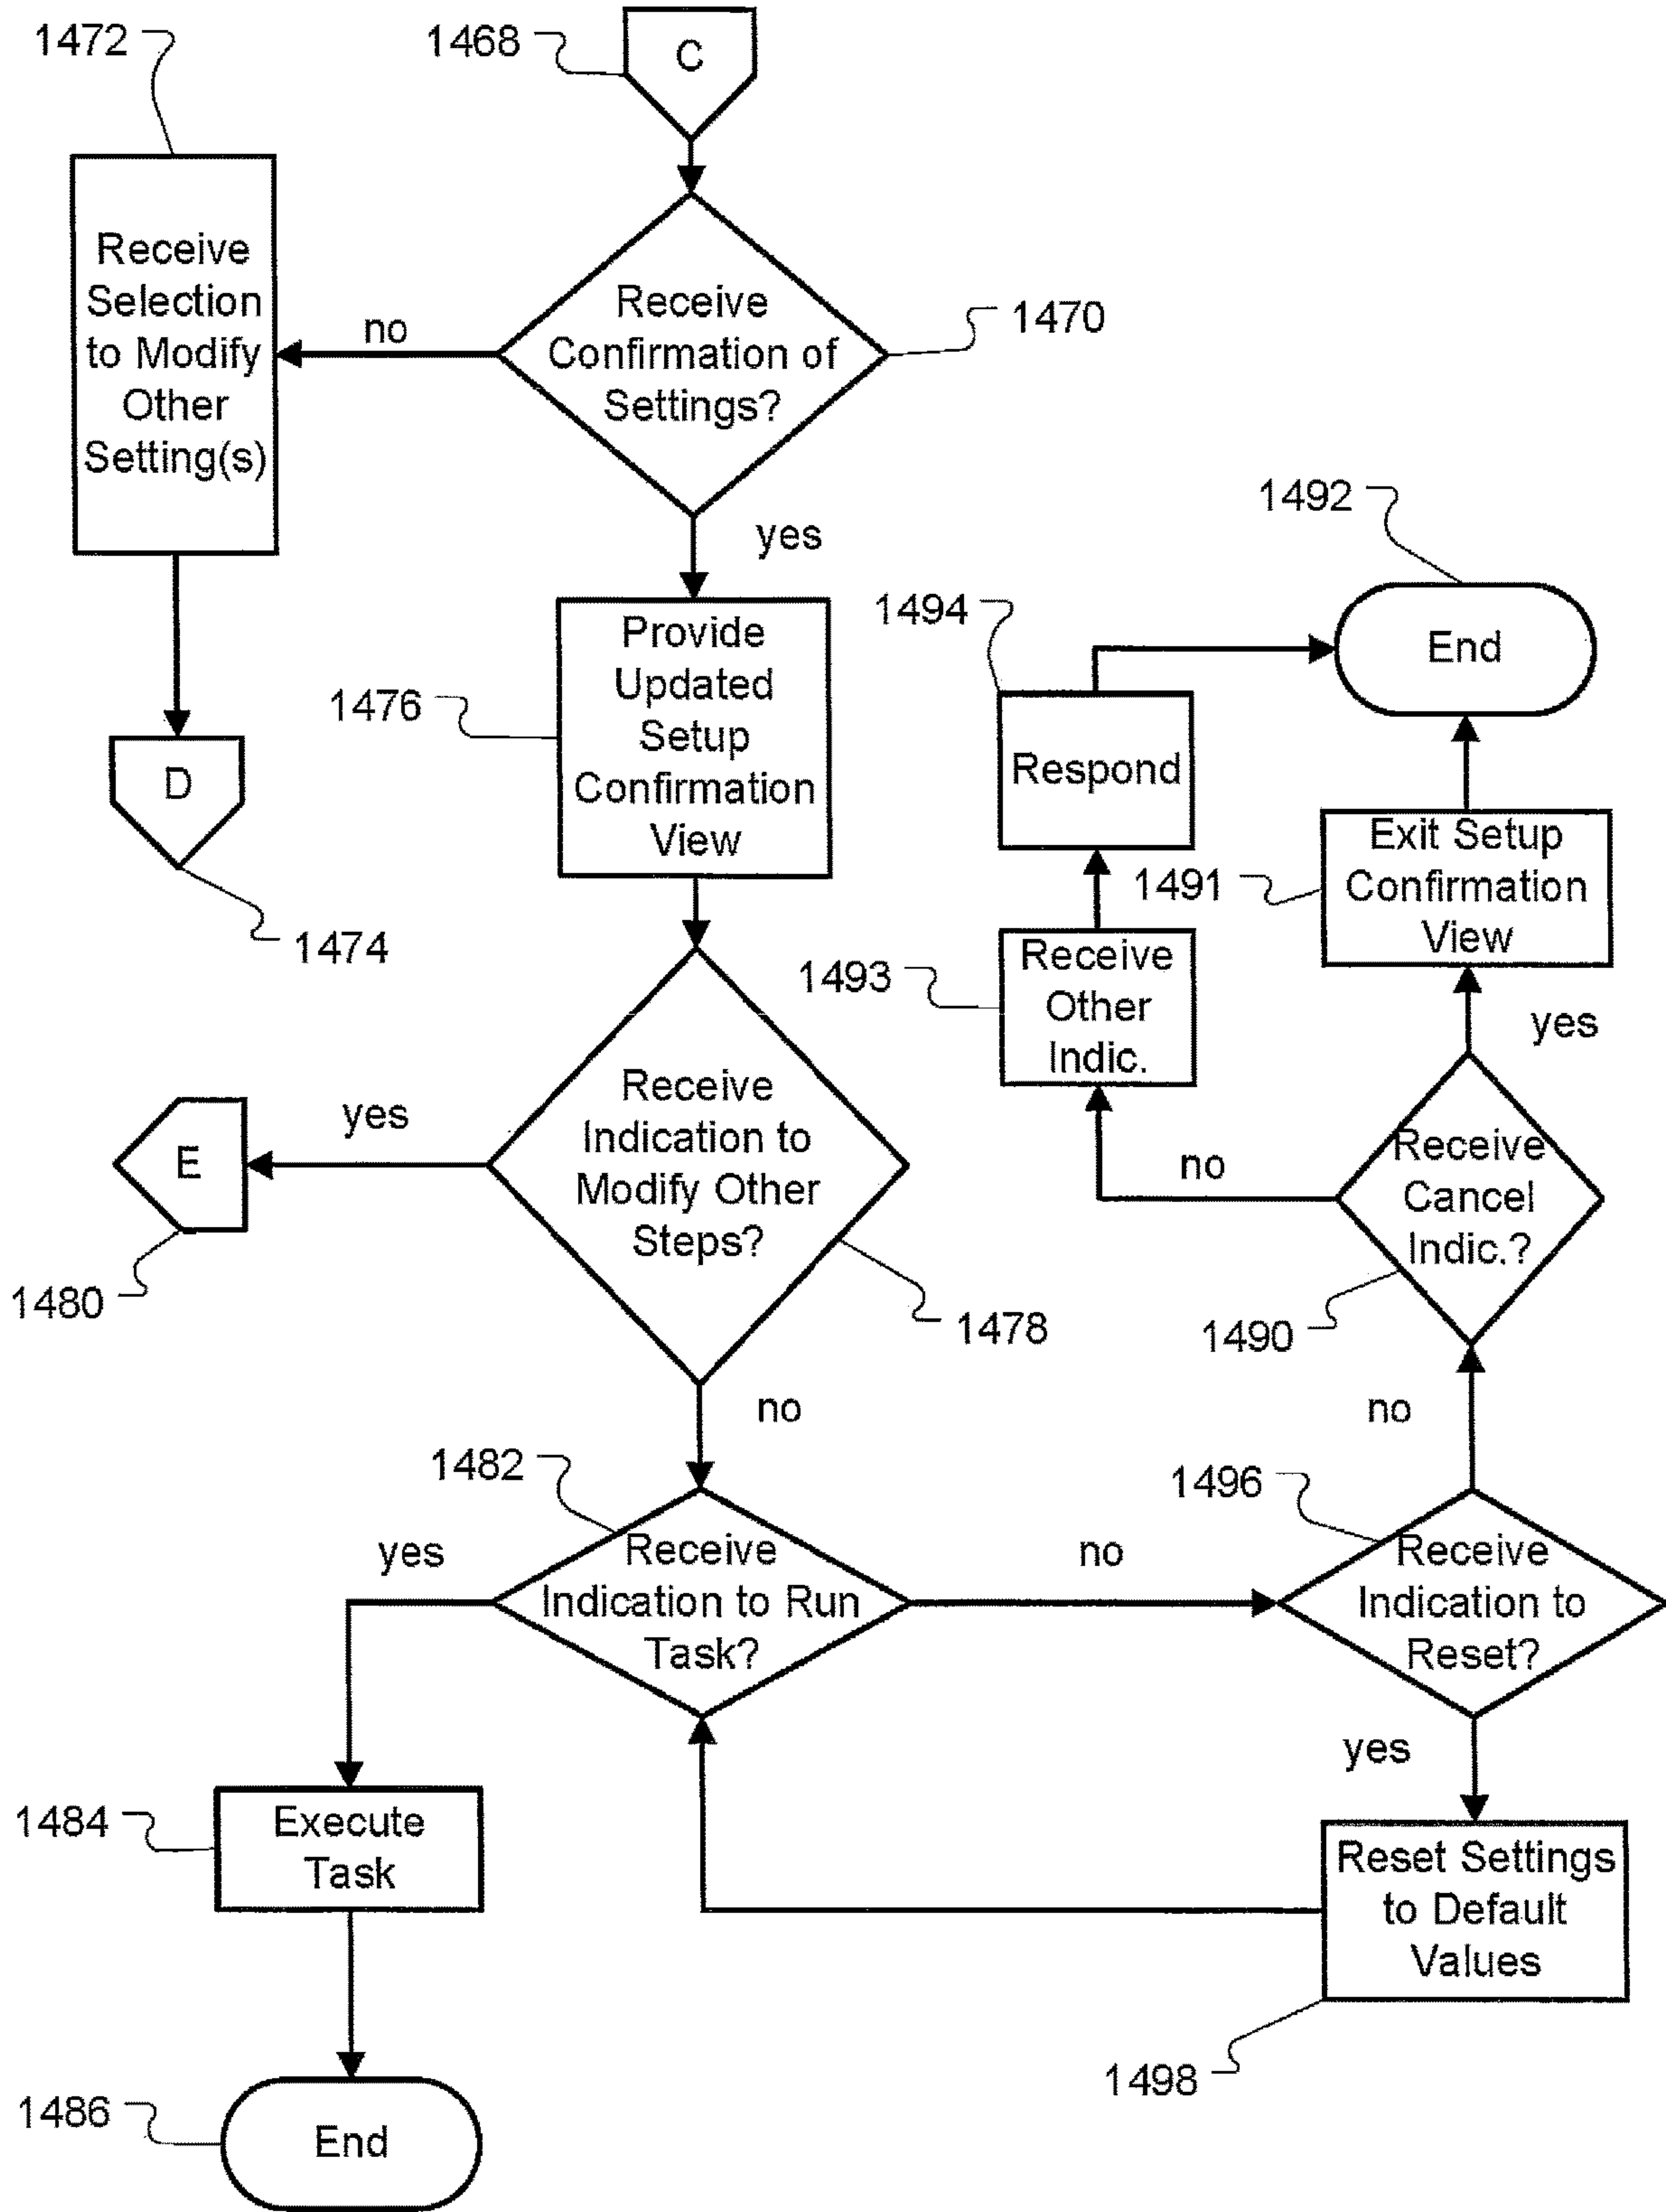 1472
1468
C
Receive
Selection
to Modify
Other
Setting(s)
no
Receive
Confirmation of
Settings?
1470
yes
D
1474
1476
Provide
Updated
Setup
Confirmation
View
1492
End
1494
Respond
1491
Exit Setup
Confirmation
View
1493
Receive
Other
Indic.
yes
no
Receive
Cancel
Indic.?
1490
yes
E
1480
Receive
Indication to
Modify Other
Steps?
1478
no
no
1482
yes
Receive
Indication to Run
Task?
no
1496
Receive
Indication to
Reset?
yes
1484
Execute
Task
Reset Settings
to Default
Values
1498
1486
End